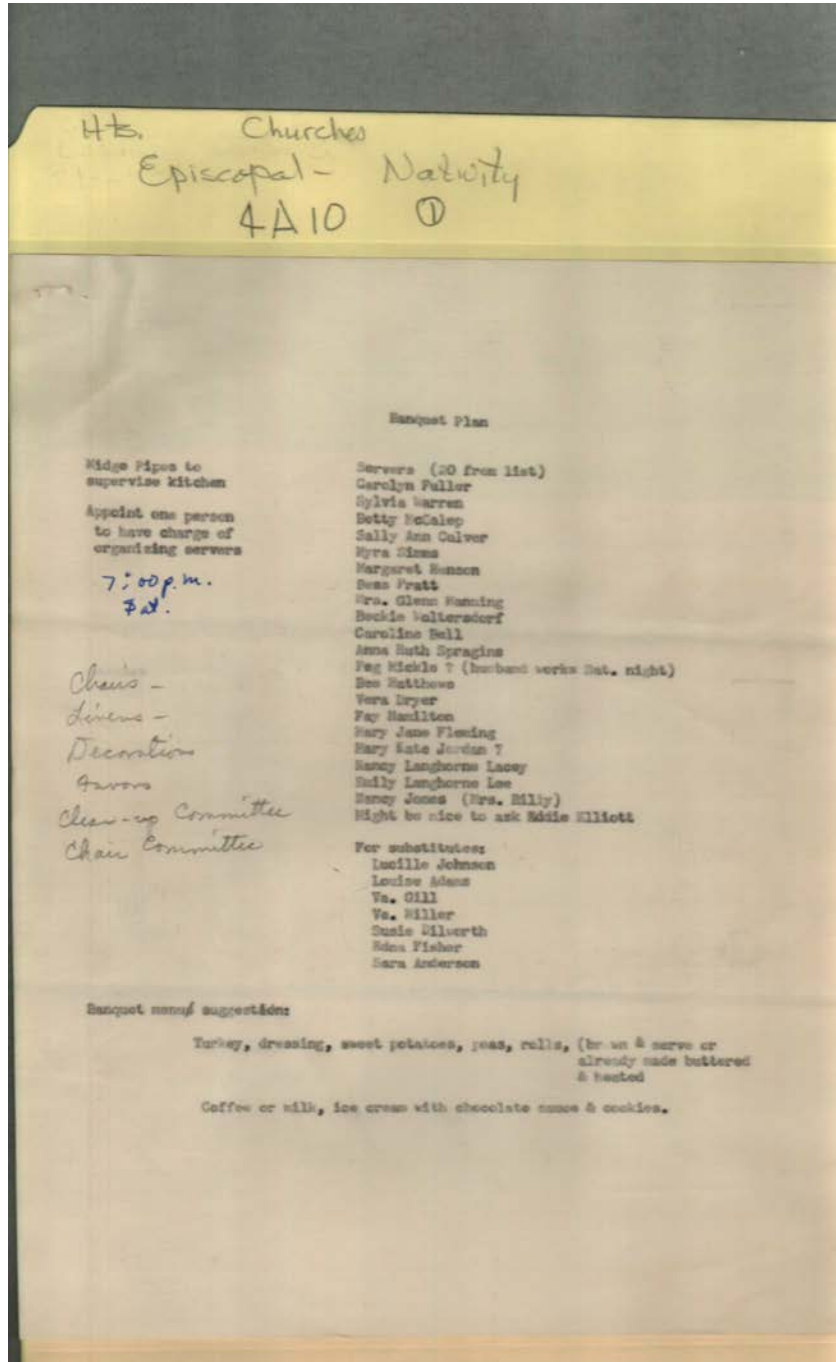 Hts. Churches
Episcopal - Nativity
4A10 ①
Banquet Plan
Midge Pipes to
supervise kitchen
Appoint one person
to have charge of
organizing servers
7:00 p.m.
Sat.
Chairs -
Linens -
Decorations
Favors
Clean-up Committee
Chair Committee
Servers (20 from list)
Carolyn Fuller
Sylvia Warren
Betty McCalep
Sally Ann Culver
Myra Simms
Margaret Henson
Bess Pratt
Mrs. Glenn Manning
Beckie Woltersdorf
Caroline Bell
Anna Ruth Spragins
Peg Mickle ? (husband works Sat. night)
Bee Matthews
Vera Dryer
Fay Hamilton
Mary Jane Fleming
Mary Kate Jordan ?
Nancy Langhorne Lacey
Emily Langhorne Lee
Nancy Jones (Mrs. Billy)
Might be nice to ask Eddie Elliott
For substitutes:
Lucille Johnson
Louise Adams
Va. Gill
Va. Miller
Susie Dilworth
Edna Fisher
Sara Anderson
Banquet menu suggestion:
Turkey, dressing, sweet potatoes, peas, rolls, (br wn & serve or
already made buttered
& heated
Coffee or milk, ice cream with chocolate sauce & cookies.